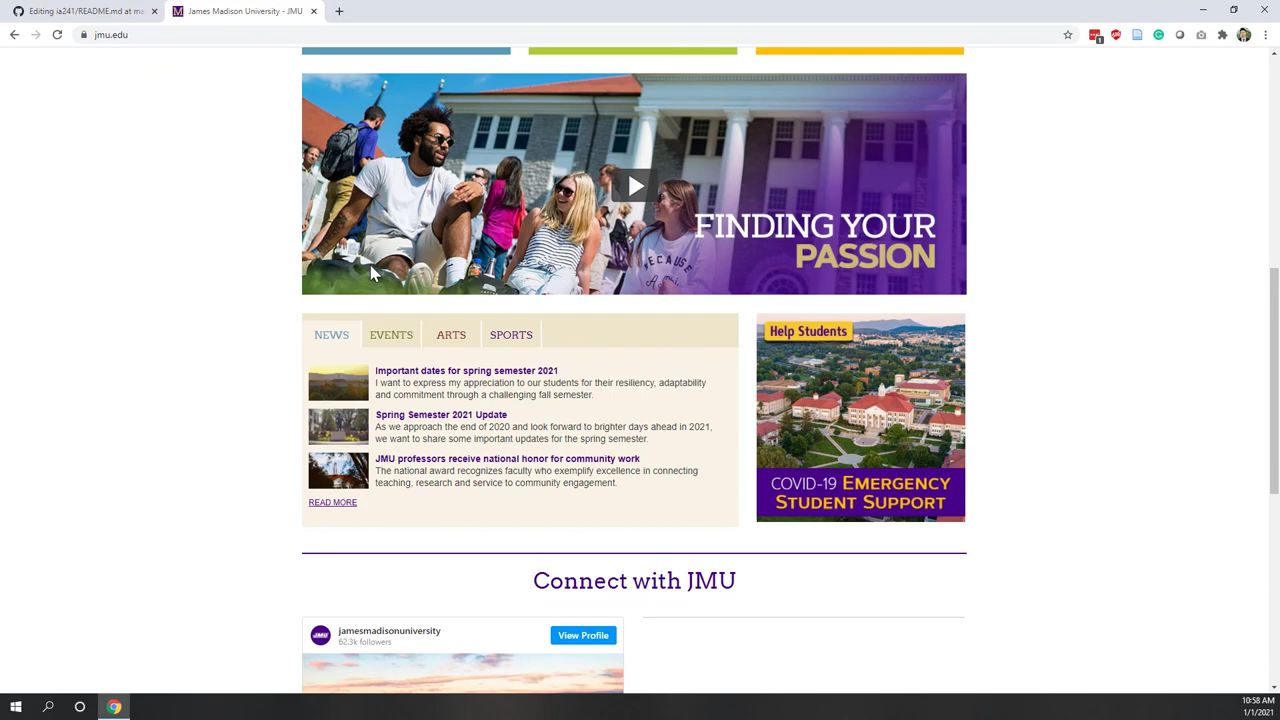 Editing ia241/README.md at ma
James Madison University - JMU
jmu.edu
1
FINDING YOUR
PASSION
BECAUSE
NEWS
EVENTS
ARTS
SPORTS
Important dates for spring semester 2021
I want to express my appreciation to our students for their resiliency, adaptability
and commitment through a challenging fall semester.
Spring Semester 2021 Update
As we approach the end of 2020 and look forward to brighter days ahead in 2021,
we want to share some important updates for the spring semester.
JMU professors receive national honor for community work
The national award recognizes faculty who exemplify excellence in connecting
teaching, research and service to community engagement.
READ MORE
Help Students
COVID-19 EMERGENCY
STUDENT SUPPORT
Connect with JMU
JMU
jamesmadisonuniversity
62.3k followers
View Profile
10:58 AM
1/1/2021